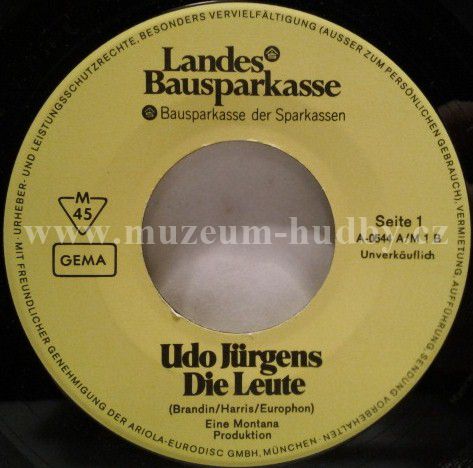 URHEBER- UND LEISTUNGSSCHUTZRECHTE, BESONDERS VERVIELFÄLTIGUNG (AUSSER ZUM PERSÖNLICHEN GEBRAUCH), VERMIETUNG, AUFFÜHRUNG, SENDUNG VORBEHALTEN
Landes
Bausparkasse
Bausparkasse der Sparkassen
M
45
GEMA
Seite 1
A-0544 A/M 1 B
Unverkäuflich
www.muzeum-hudby.cz
Udo Jürgens
Die Leute
(Brandin/Harris/Europhon)
Eine Montana
Produktion
· MIT FREUNDLICHER GENEHMIGUNG DER ARIOLA-EURODISC GMBH, MÜNCHEN ·